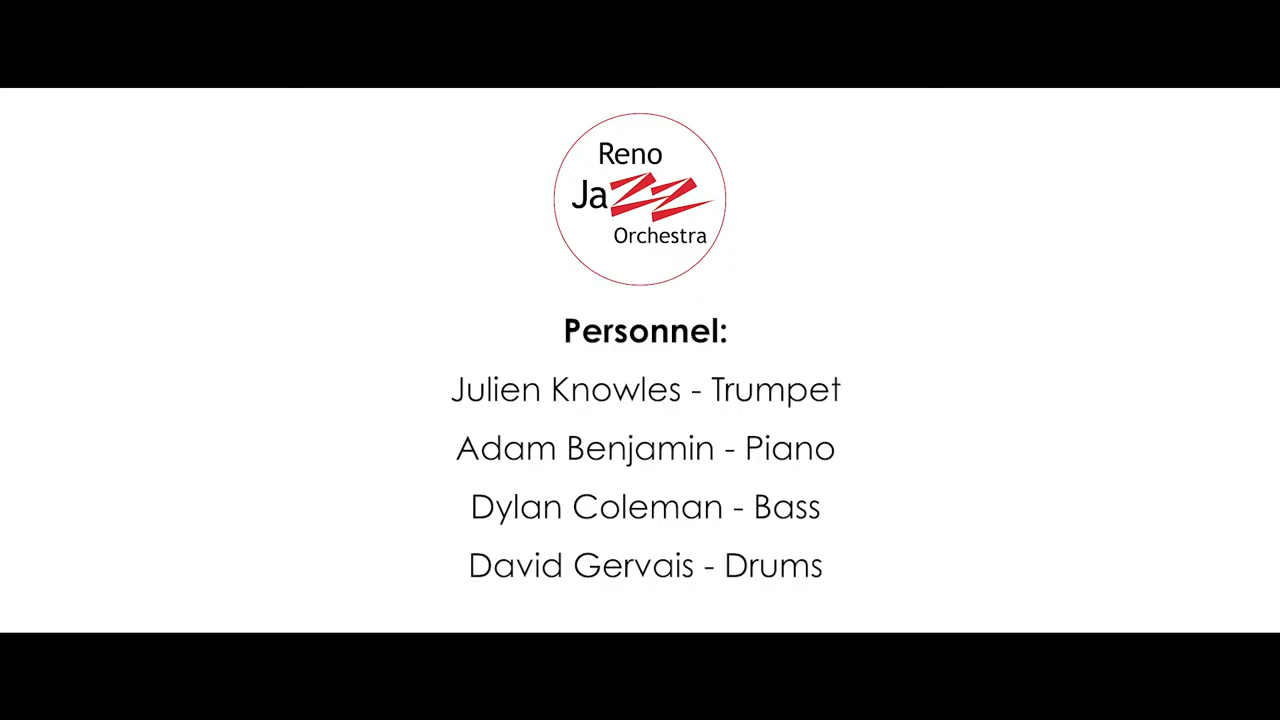 Reno
Jazz
Orchestra
Personnel:
Julien Knowles - Trumpet
Adam Benjamin - Piano
Dylan Coleman - Bass
David Gervais - Drums